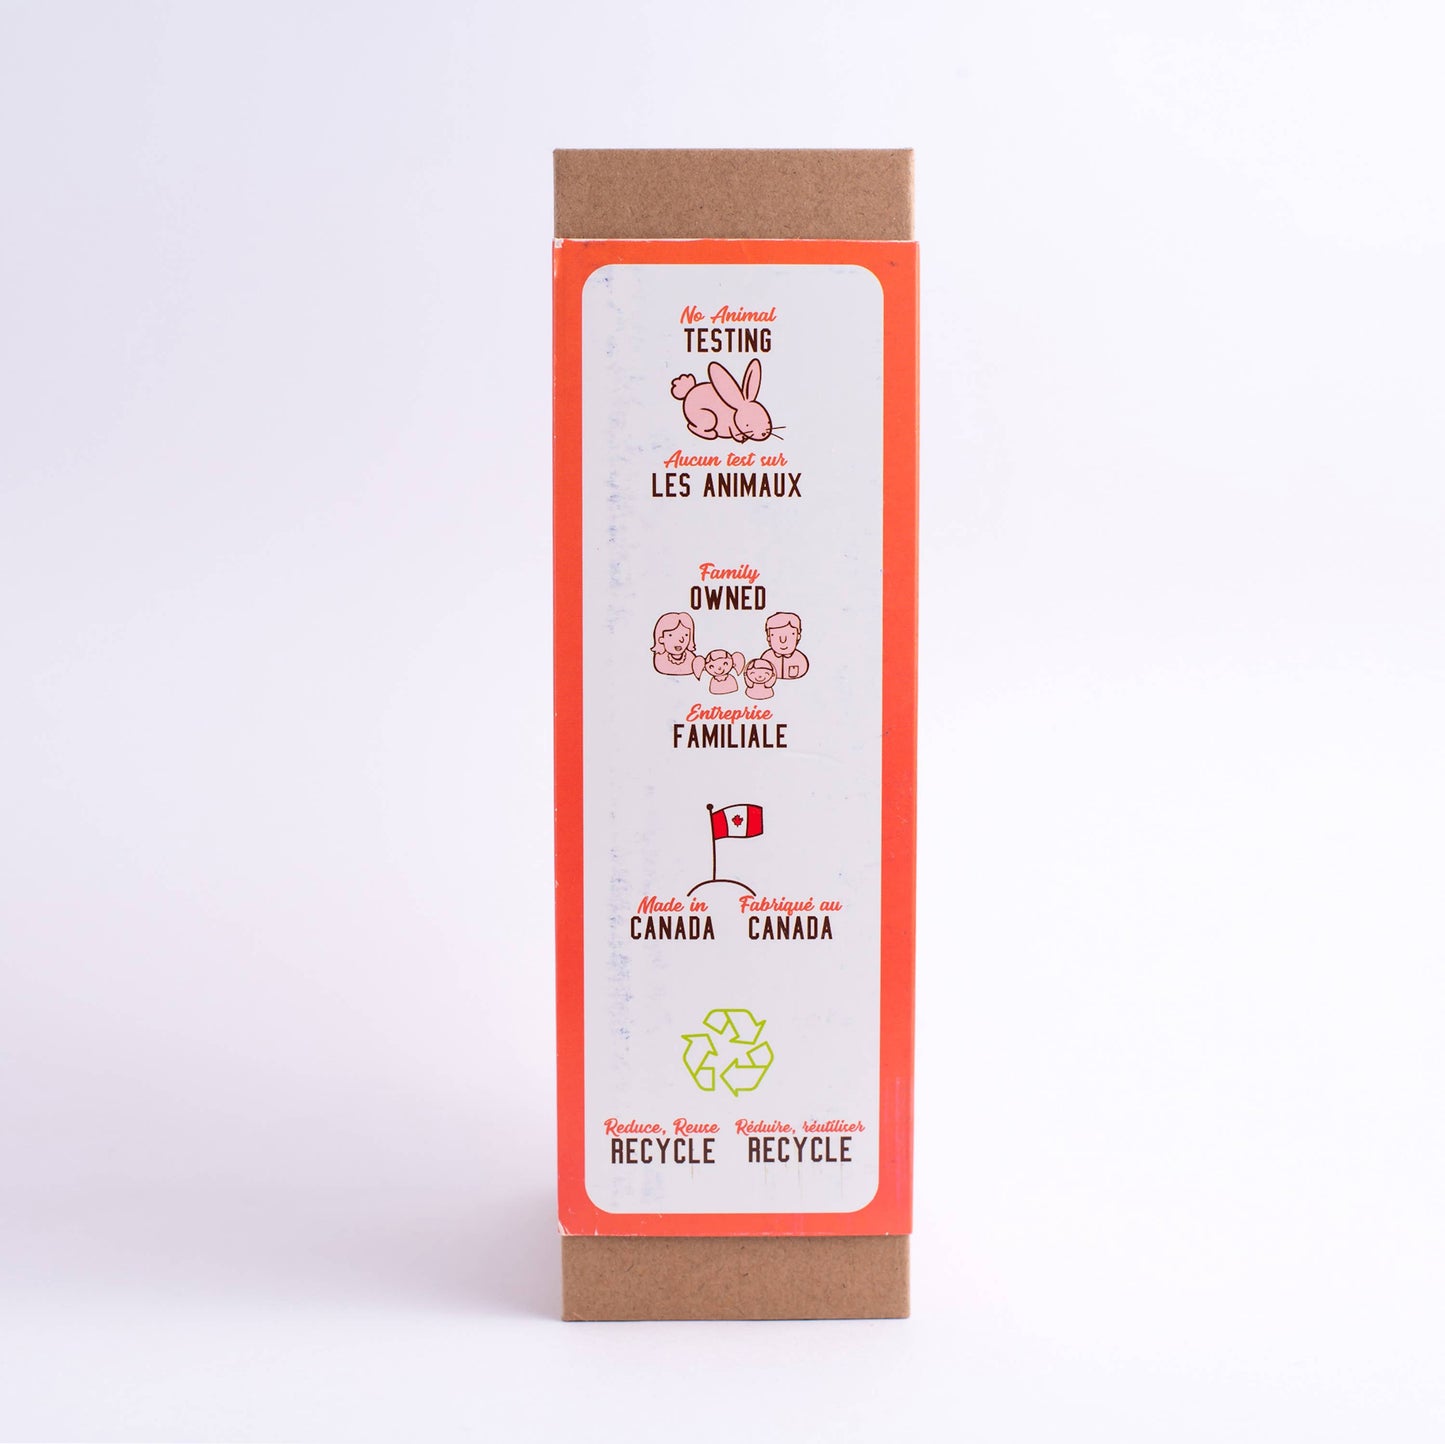 No Animal
TESTING
Aucun test sur
LES ANIMAUX
Family
OWNED
Entreprise
FAMILIALE
Made in
CANADA
Fabriqué au
CANADA
Reduce, Reuse
RECYCLE
Réduire, réutiliser
RECYCLE